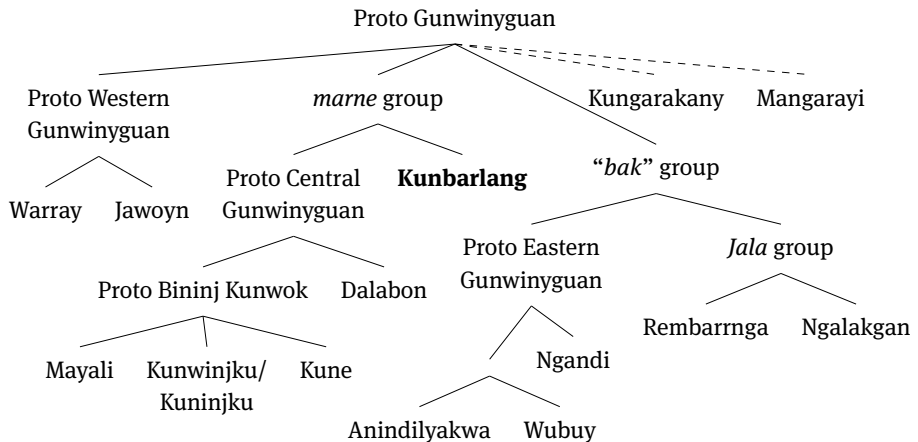 Proto Gunwinyguan
Proto Western
Gunwinyguan
marne group
Kungarakany
Mangarayi
Warray
Jawoyn
Proto Central
Gunwinyguan
Kunbarlang
“bak” group
Proto Bininj Kunwok
Dalabon
Proto Eastern
Gunwinyguan
Jala group
Mayali
Kunwinjku/
Kuninjku
Kune
Ngandi
Rembarrnga
Ngalakgan
Anindilyakwa
Wubuy